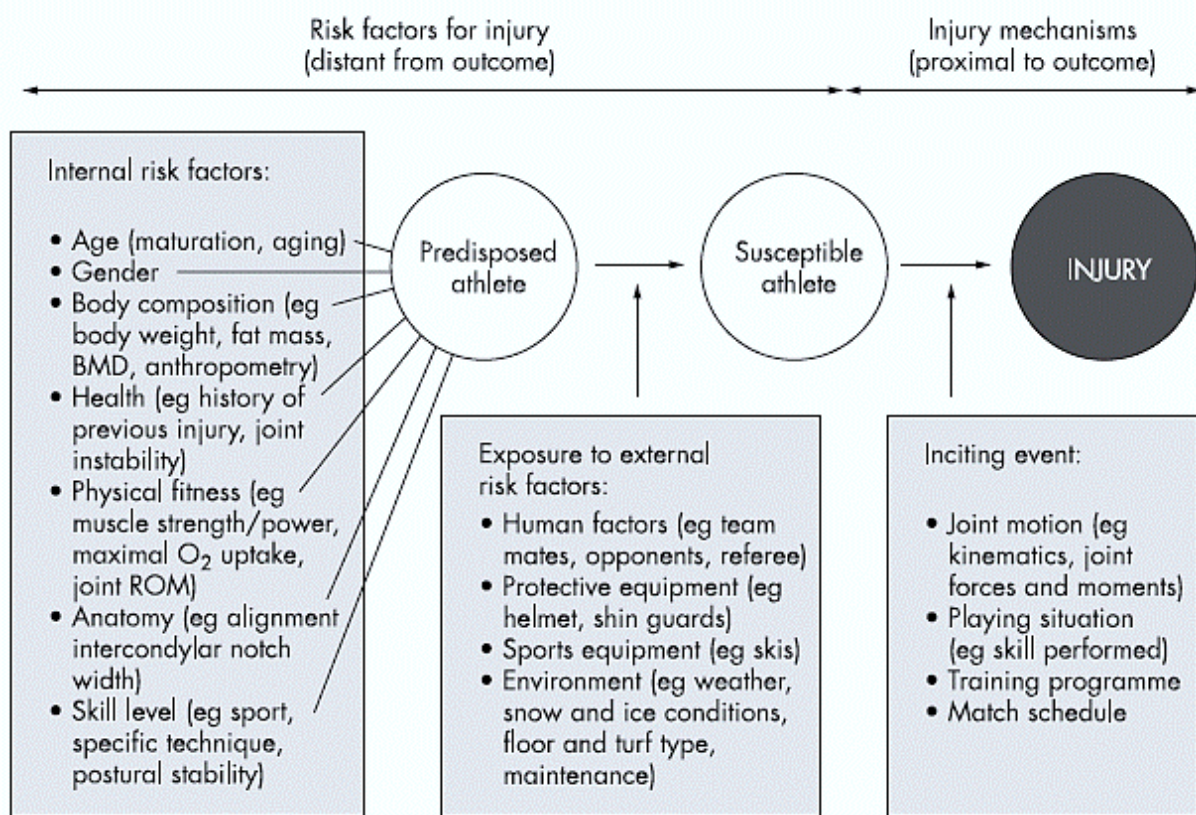 Risk factors for injury
(distant from outcome)
Injury mechanisms
(proximal to outcome)
Internal risk factors:
• Age (maturation, aging)
• Gender
• Body composition (eg
body weight, fat mass,
BMD, anthropometry)
• Health (eg history of
previous injury, joint
instability)
• Physical fitness (eg
muscle strength/power,
maximal O₂ uptake,
joint ROM)
• Anatomy (eg alignment
intercondylar notch
width)
• Skill level (eg sport,
specific technique,
postural stability)
Predisposed
athlete
Susceptible
athlete
INJURY
Exposure to external
risk factors:
• Human factors (eg team
mates, opponents, referee)
• Protective equipment (eg
helmet, shin guards)
• Sports equipment (eg skis)
• Environment (eg weather,
snow and ice conditions,
floor and turf type,
maintenance)
Inciting event:
• Joint motion (eg
kinematics, joint
forces and moments)
• Playing situation
(eg skill performed)
• Training programme
• Match schedule